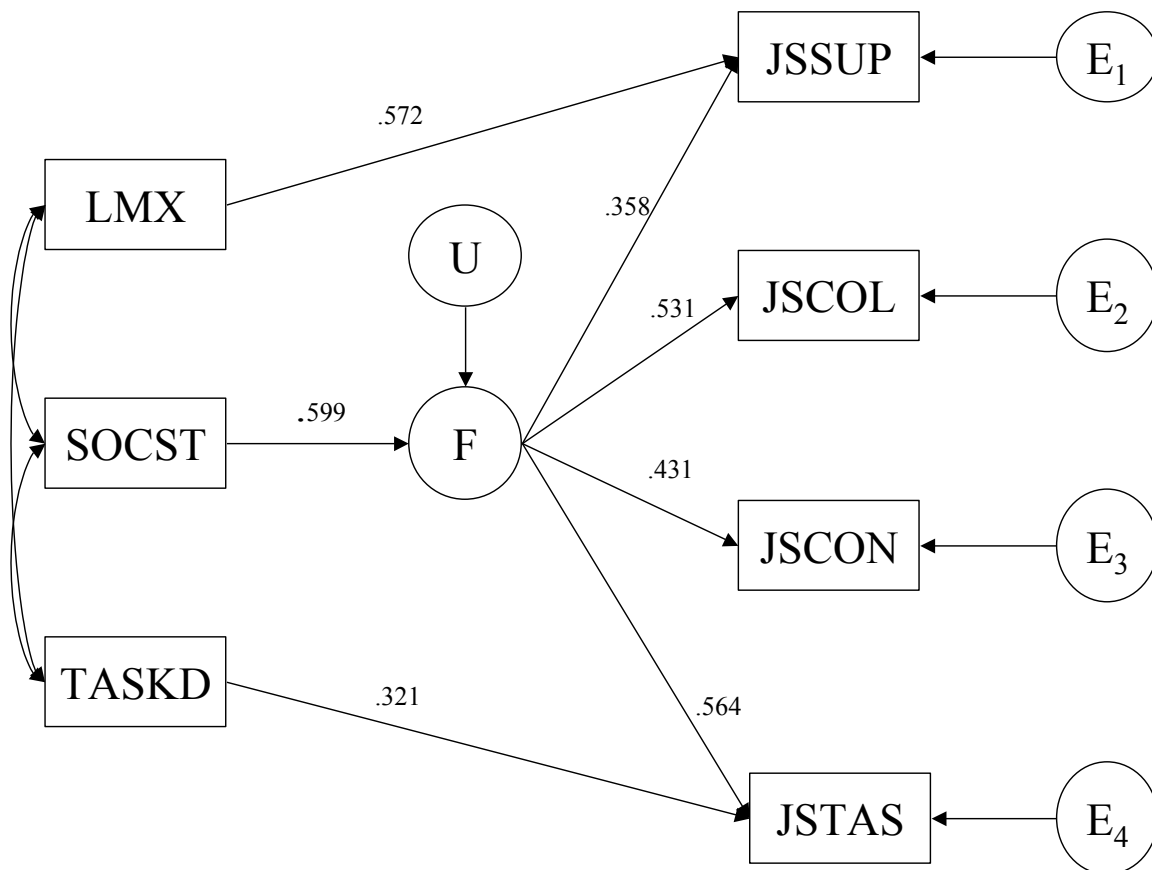 JSSUP
E1
.572
LMX
.358
U
JSCOL
E2
.531
.599
SOCST
F
.431
JSCON
E3
TASKD
.321
.564
JSTAS
E4